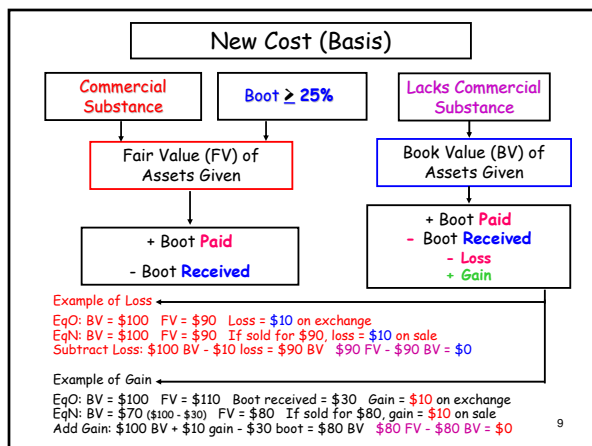 New Cost (Basis)
Commercial
Substance
Boot ≥ 25%
Lacks Commercial
Substance
Fair Value (FV) of
Assets Given
Book Value (BV) of
Assets Given
+ Boot Paid
- Boot Received
+ Boot Paid
- Boot Received
- Loss
+ Gain
Example of Loss
EqO: BV = $100 FV = $90 Loss = $10 on exchange
EqN: BV = $100 FV = $90 If sold for $90, loss = $10 on sale
Subtract Loss: $100 BV - $10 loss = $90 BV $90 FV - $90 BV = $0
Example of Gain
EqO: BV = $100 FV = $110 Boot received = $30 Gain = $10 on exchange
EqN: BV = $70 ($100 - $30) FV = $80 If sold for $80, gain = $10 on sale
Add Gain: $100 BV + $10 gain - $30 boot = $80 BV $80 FV - $80 BV = $0
9